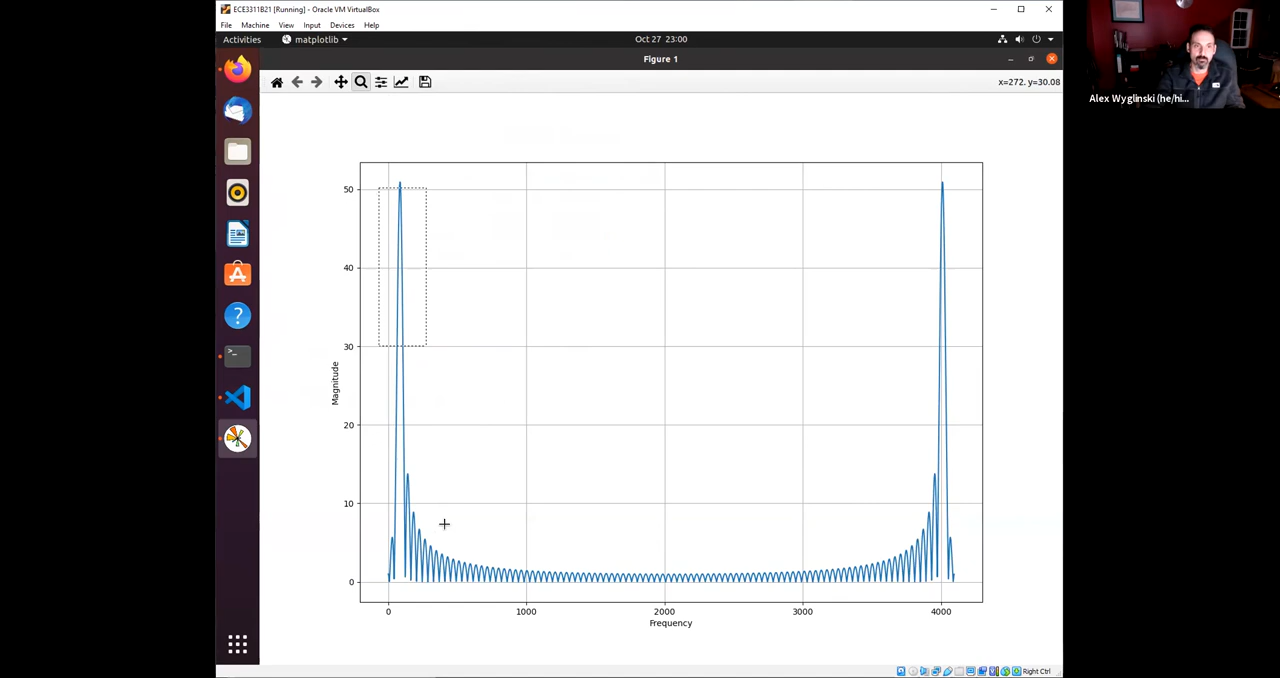 ECE3311B21 [Running] - Oracle VM VirtualBox
File Machine View Input Devices Help
Activities matplotlib Oct 27 23:00
Figure 1
x=272. y=30.08
Alex Wyglinski (he/hi...
50
40
30
20
10
0
Magnitude
0 1000 2000 3000 4000
Frequency
Right Ctrl